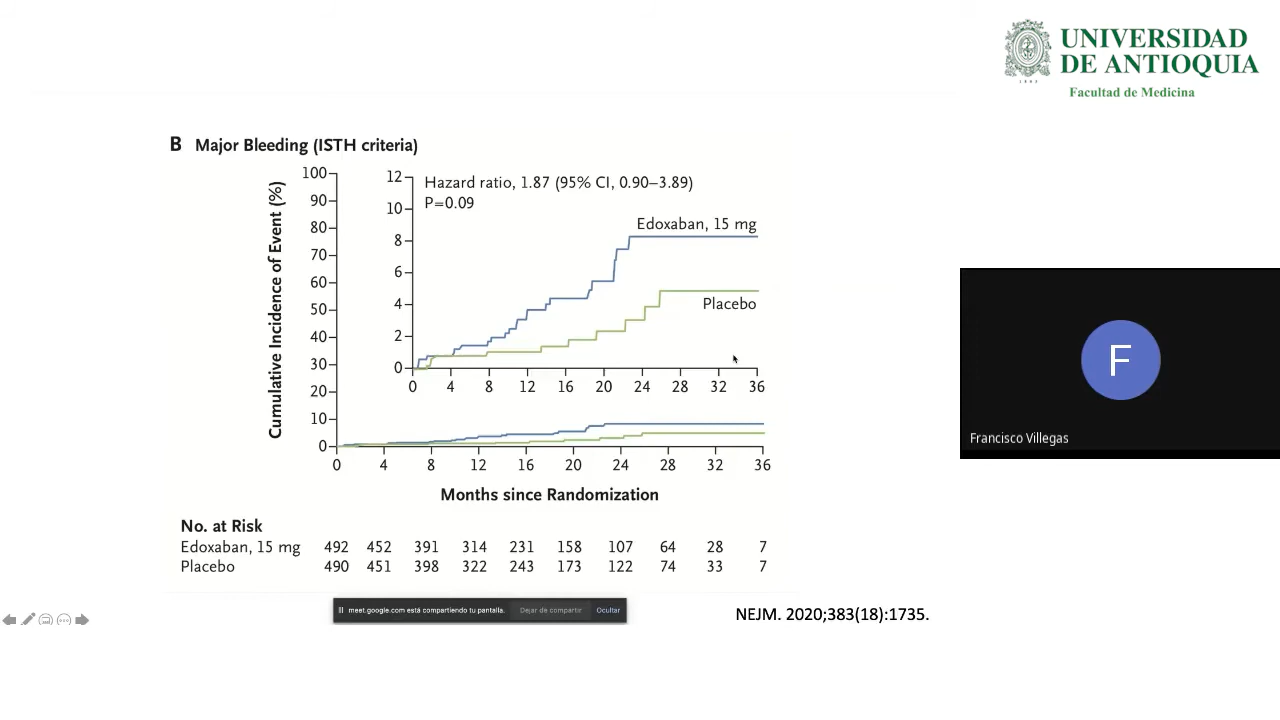 UNIVERSIDAD
DE ANTIOQUIA
1803
Facultad de Medicina
B Major Bleeding (ISTH criteria)
Cumulative Incidence of Event (%)
100
90
80
70
60
50
40
30
20
10
0
12
10
8
6
4
2
0
Hazard ratio, 1.87 (95% CI, 0.90–3.89)
P=0.09
Edoxaban, 15 mg
Placebo
0 4 8 12 16 20 24 28 32 36
0 4 8 12 16 20 24 28 32 36
Months since Randomization
No. at Risk
Edoxaban, 15 mg 492 452 391 314 231 158 107 64 28 7
Placebo 490 451 398 322 243 173 122 74 33 7
meet.google.com está compartiendo tu pantalla. Dejar de compartir Ocultar
NEJM. 2020;383(18):1735.
F
Francisco Villegas